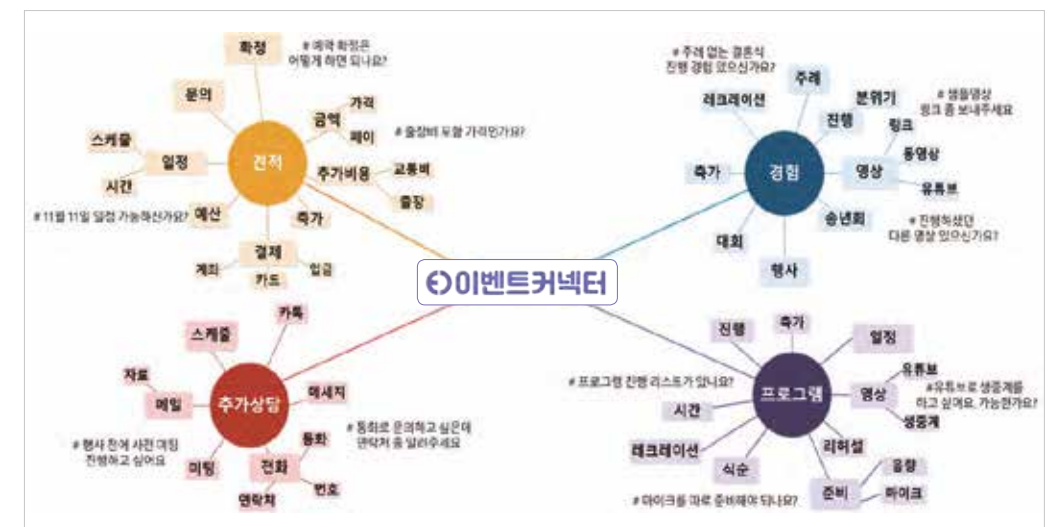 확정
# 예약 확정은
어떻게 하면 되나요?
문의
가격
금액
페이
# 출장비 포함 가격인가요?
스케줄
일정
견적
추가비용
교통비
시간
출장
# 11월 11일 일정 가능하신가요?
예산
축가
결제
계좌
카드
입금
# 주례 없는 결혼식
진행 경험 있으신가요?
주례
레크레이션
분위기
# 샘플영상
링크 좀 보내주세요
진행
링크
동영상
축가
경험
영상
유튜브
송년회
# 진행하셨던
다른 영상 있으신가요?
대회
행사
이벤트커넥터
카톡
스케줄
자료
메일
추가상담
메세지
# 통화로 문의하고 싶은데
연락처 좀 알려주세요
# 행사 전에 사전 미팅
진행하고 싶어요
미팅
통화
전화
번호
연락처
진행
축가
일정
유튜브
# 프로그램 진행 리스트가 있나요?
프로그램
영상
#유튜브로 생중계를
하고 싶어요, 가능한가요?
시간
생중계
레크레이션
리허설
식순
음향
준비
마이크
# 마이크를 따로 준비해야 되나요?